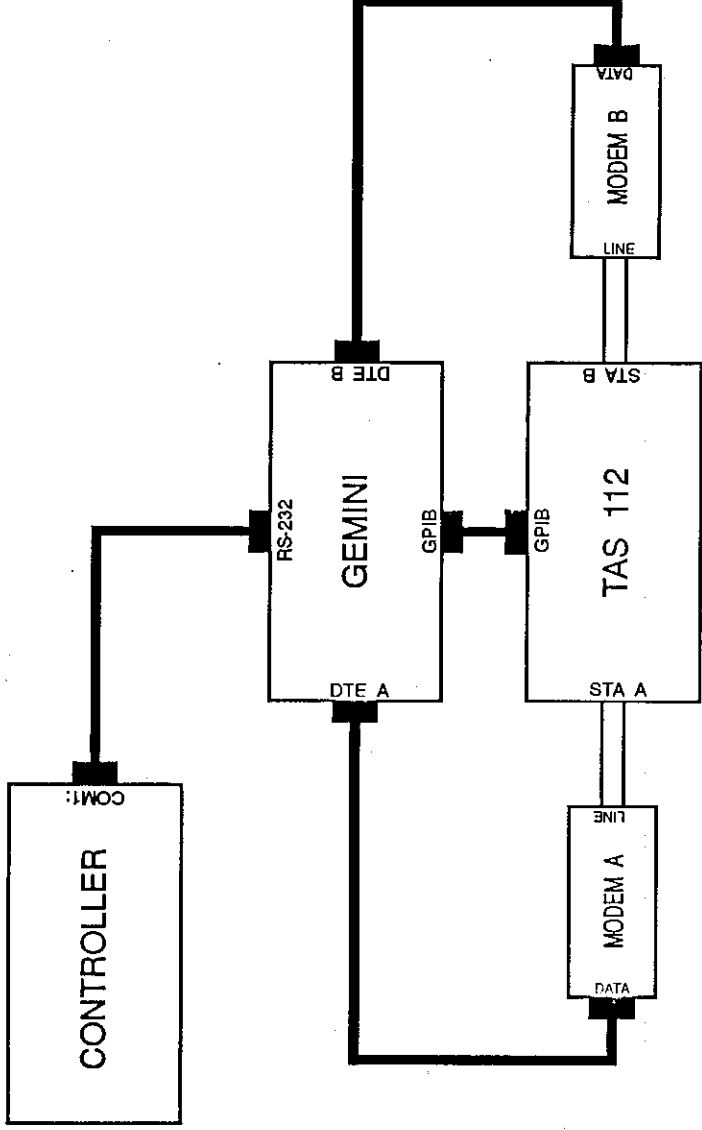 CONTROLLER
COM1:
RS-232
GEMINI
DTE A
DTE B
GPIB
GPIB
TAS 112
STA A
STA B
LINE
MODEM A
DATA
LINE
MODEM B
DATA